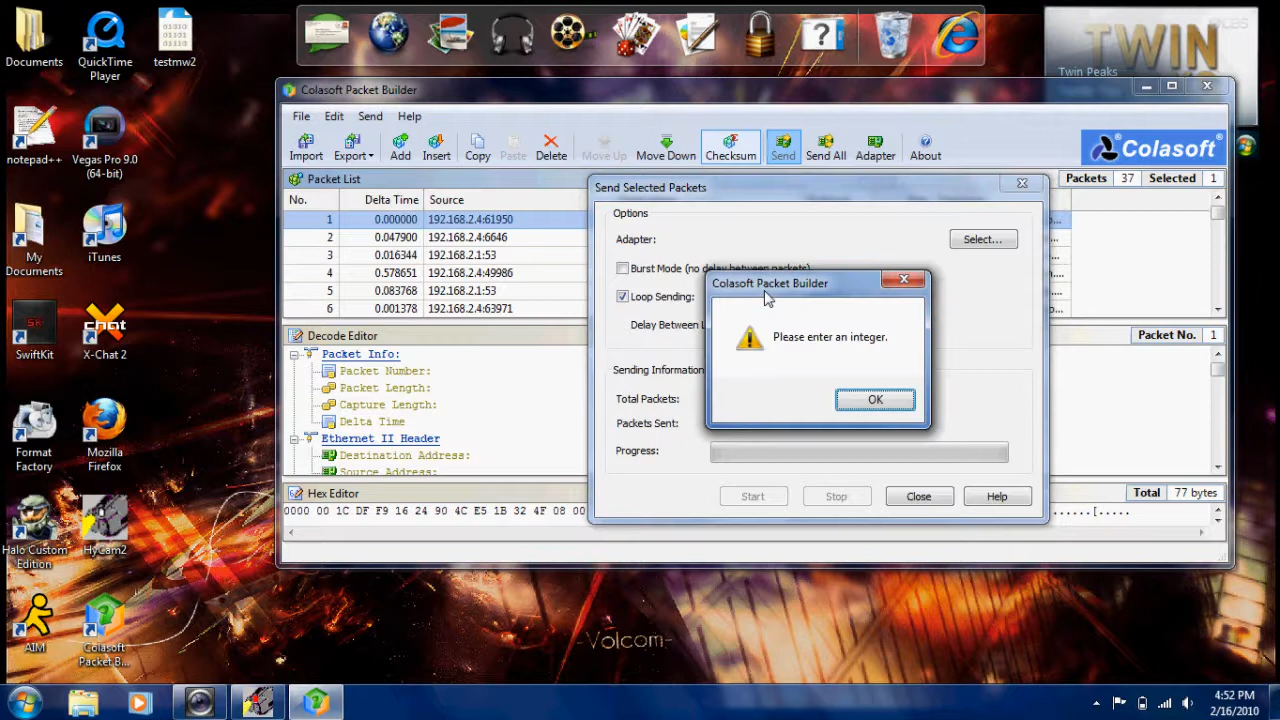 Documents
QuickTime Player
testmw2
notepad++
Vegas Pro 9.0 (64-bit)
My Documents
iTunes
SwiftKit
X-Chat 2
Format Factory
Mozilla Firefox
Halo Custom Edition
HyCam2
AIM
Colasoft Packet B...
TWIN
CBS
Twin Peaks
Colasoft Packet Builder
File Edit Send Help
Import Export Add Insert Copy Paste Delete Move Up Move Down Checksum Send Send All Adapter About
Colasoft
Packet List
Packets 37 Selected 1
No. Delta Time Source
1 0.000000 192.168.2.4:61950
2 0.047900 192.168.2.4:6646
3 0.016344 192.168.2.1:53
4 0.578651 192.168.2.4:49986
5 0.083768 192.168.2.1:53
6 0.001378 192.168.2.4:63971
Decode Editor
Packet No. 1
Packet Info:
Packet Number:
Packet Length:
Capture Length:
Delta Time
Ethernet II Header
Destination Address:
Source Address:
Hex Editor
Total 77 bytes
0000 00 1C DF 16 24 90 4C E5 1B 32 4F 08 00
......[.....
Send Selected Packets
Options
Adapter:
Select...
Burst Mode (no delay between packets)
Loop Sending:
Delay Between L
Sending Information
Total Packets:
Packets Sent:
Progress:
Start Stop Close Help
Colasoft Packet Builder
Please enter an integer.
OK
-Volcom-
4:52 PM
2/16/2010